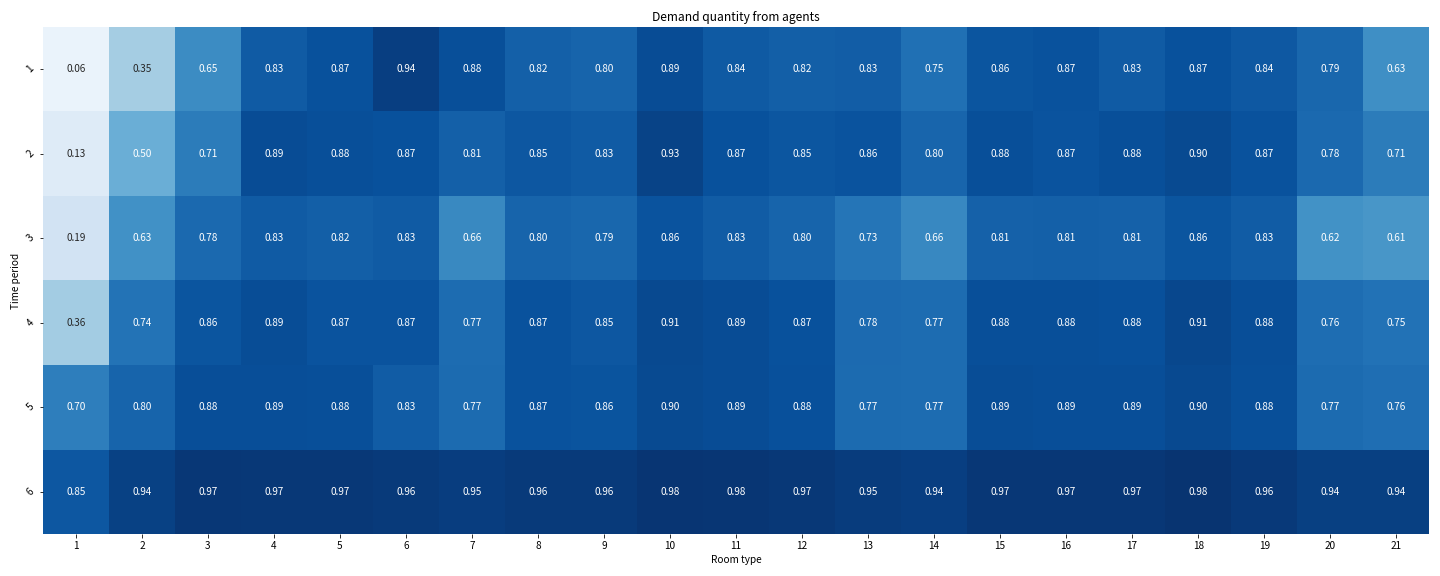 Demand quantity from agents
Time period
1 0.06 0.35 0.65 0.83 0.87 0.94 0.88 0.82 0.80 0.89 0.84 0.82 0.83 0.75 0.86 0.87 0.83 0.87 0.84 0.79 0.63
2 0.13 0.50 0.71 0.89 0.88 0.87 0.81 0.85 0.83 0.93 0.87 0.85 0.86 0.80 0.88 0.87 0.88 0.90 0.87 0.78 0.71
3 0.19 0.63 0.78 0.83 0.82 0.83 0.66 0.80 0.79 0.86 0.83 0.80 0.73 0.66 0.81 0.81 0.81 0.86 0.83 0.62 0.61
4 0.36 0.74 0.86 0.89 0.87 0.87 0.77 0.87 0.85 0.91 0.89 0.87 0.78 0.77 0.88 0.88 0.88 0.91 0.88 0.76 0.75
5 0.70 0.80 0.88 0.89 0.88 0.83 0.77 0.87 0.86 0.90 0.89 0.88 0.77 0.77 0.89 0.89 0.89 0.90 0.88 0.77 0.76
6 0.85 0.94 0.97 0.97 0.97 0.96 0.95 0.96 0.96 0.98 0.98 0.97 0.95 0.94 0.97 0.97 0.97 0.98 0.96 0.94 0.94
1 2 3 4 5 6 7 8 9 10 11 12 13 14 15 16 17 18 19 20 21
Room type